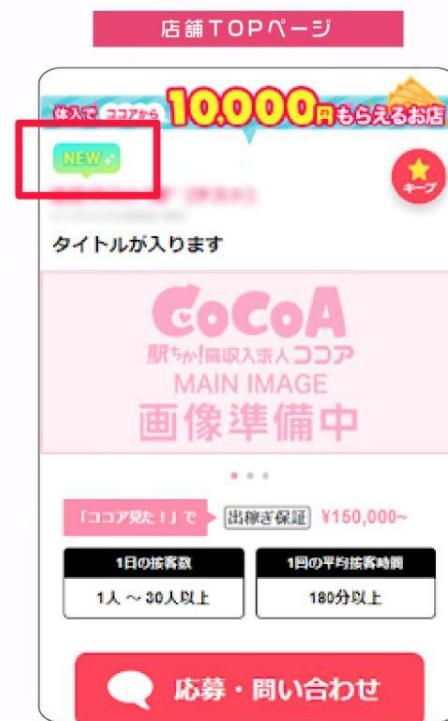 店舗TOPページ
体入で ココアから 10,000円もらえるお店
NEW
キープ
タイトルが入ります
CoCoA
駅ちか!高収入求人ココア
MAIN IMAGE
画像準備中
「ココア見た!」で 出稼ぎ保証 ¥150,000~
1日の接客数 1回の平均接客時間
1人 ~ 30人以上 180分以上
応募・問い合わせ